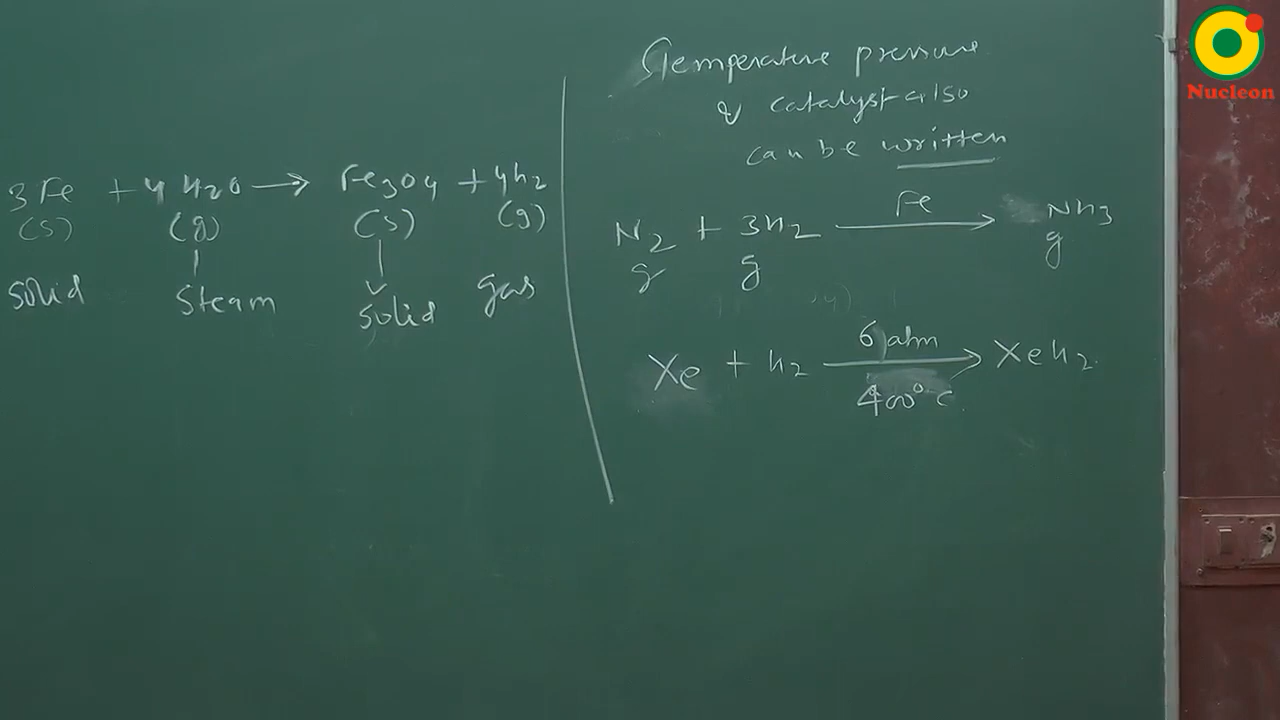 3Fe + 4H2O → Fe3O4 + 4H2
(s) (g) (s) (g)
solid steam solid gas
Temperature pressure
& catalyst also
can be written
Fe
N2 + 3H2 → NH3
g g g
6 atm
Xe + H2 → XeH2
400°C
Nucleon